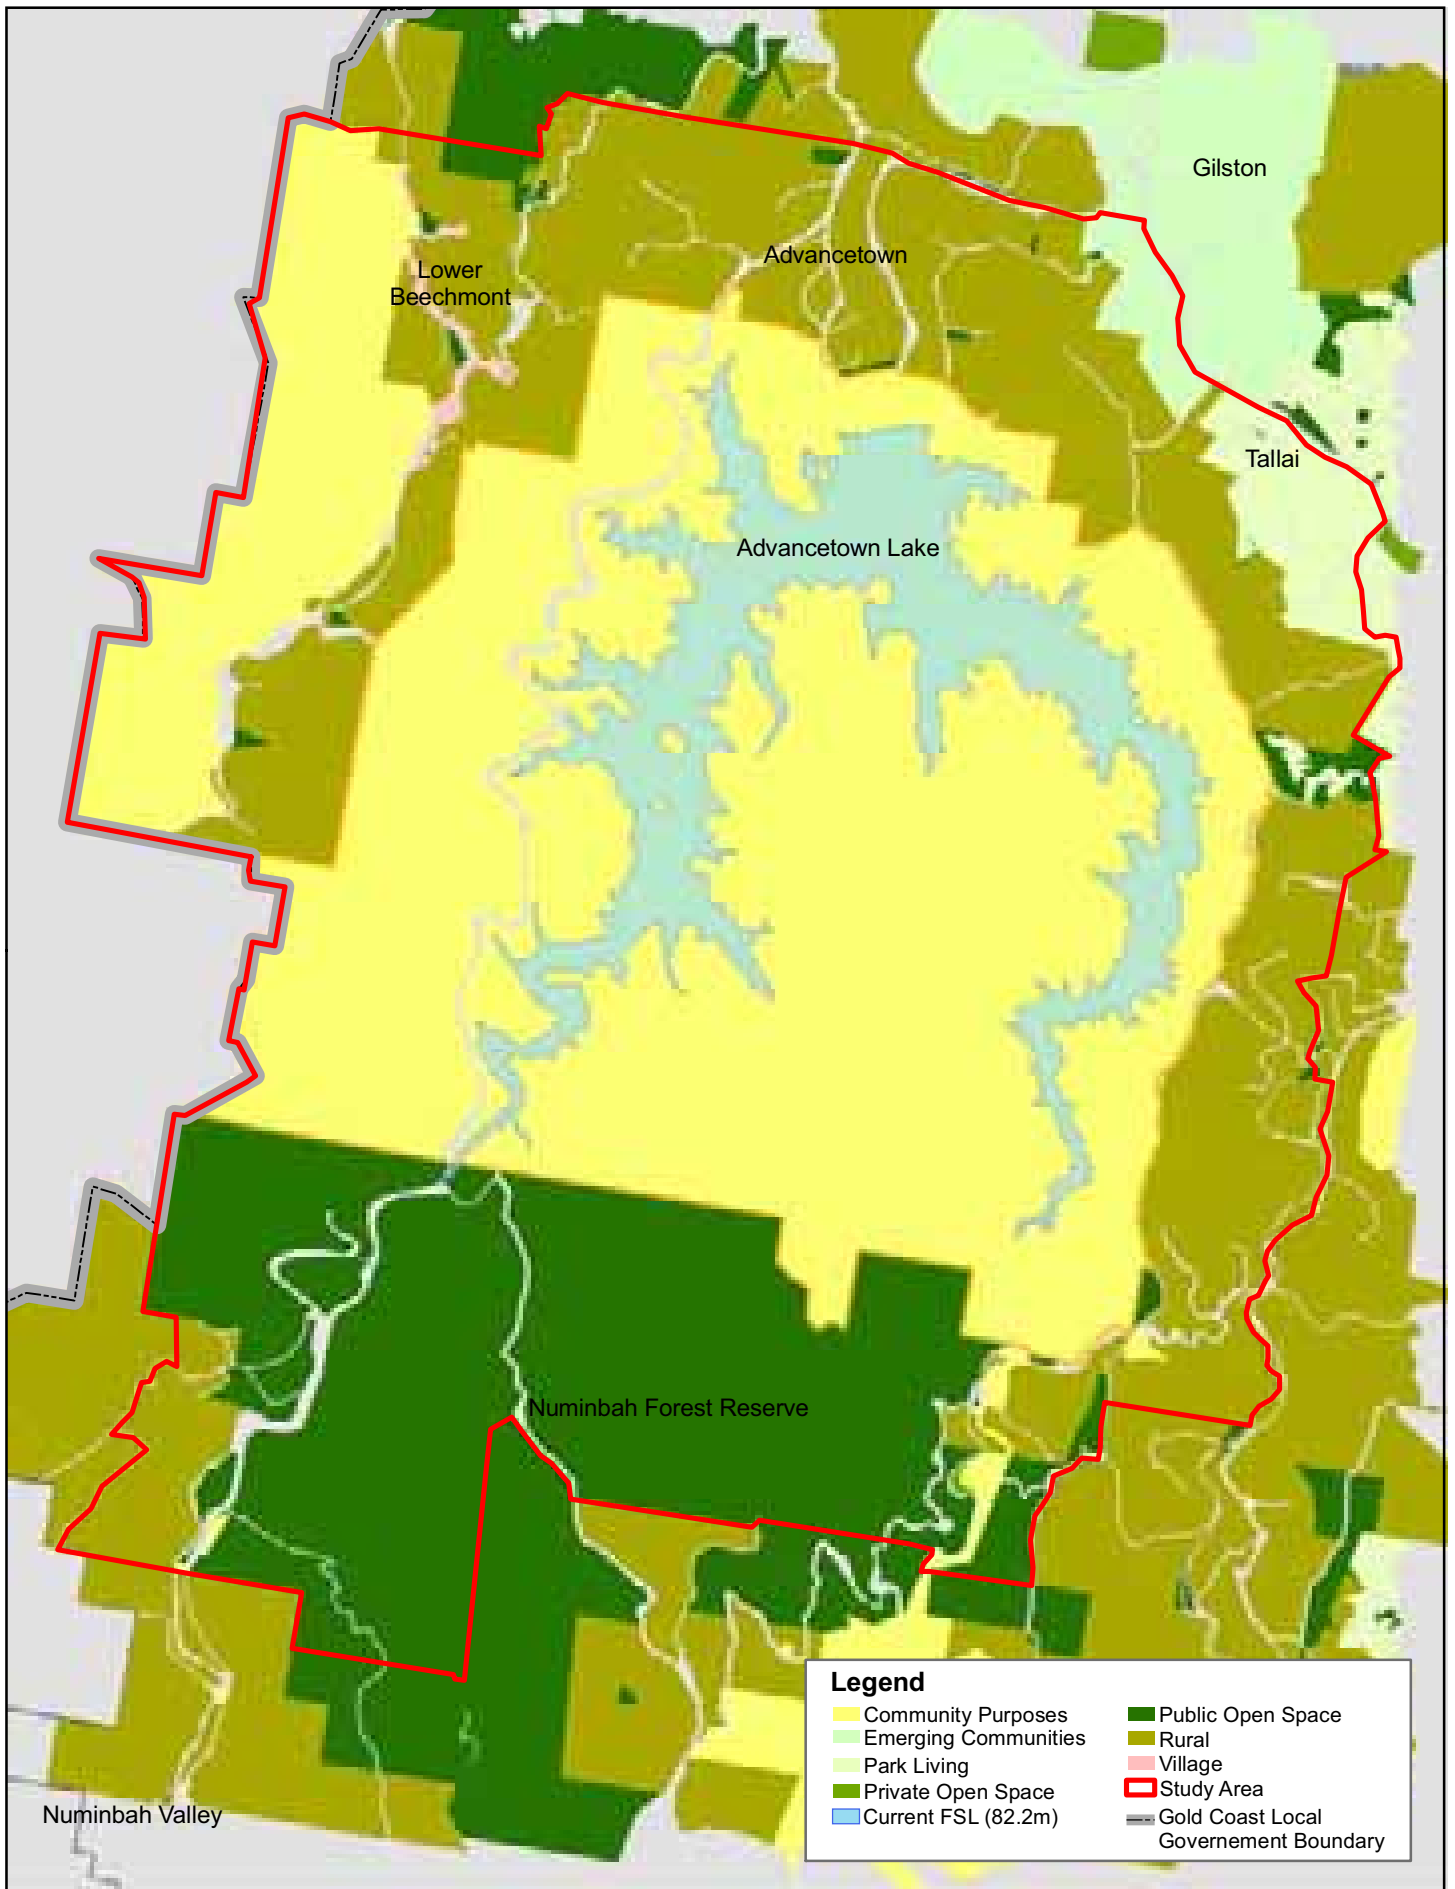 Gilston
Advancetown
Lower
Beechmont
Tallai
Advancetown Lake
Numinbah Forest Reserve
Numinbah Valley
Legend
Community Purposes
Emerging Communities
Park Living
Private Open Space
Current FSL (82.2m)
Public Open Space
Rural
Village
Study Area
Gold Coast Local
Governement Boundary